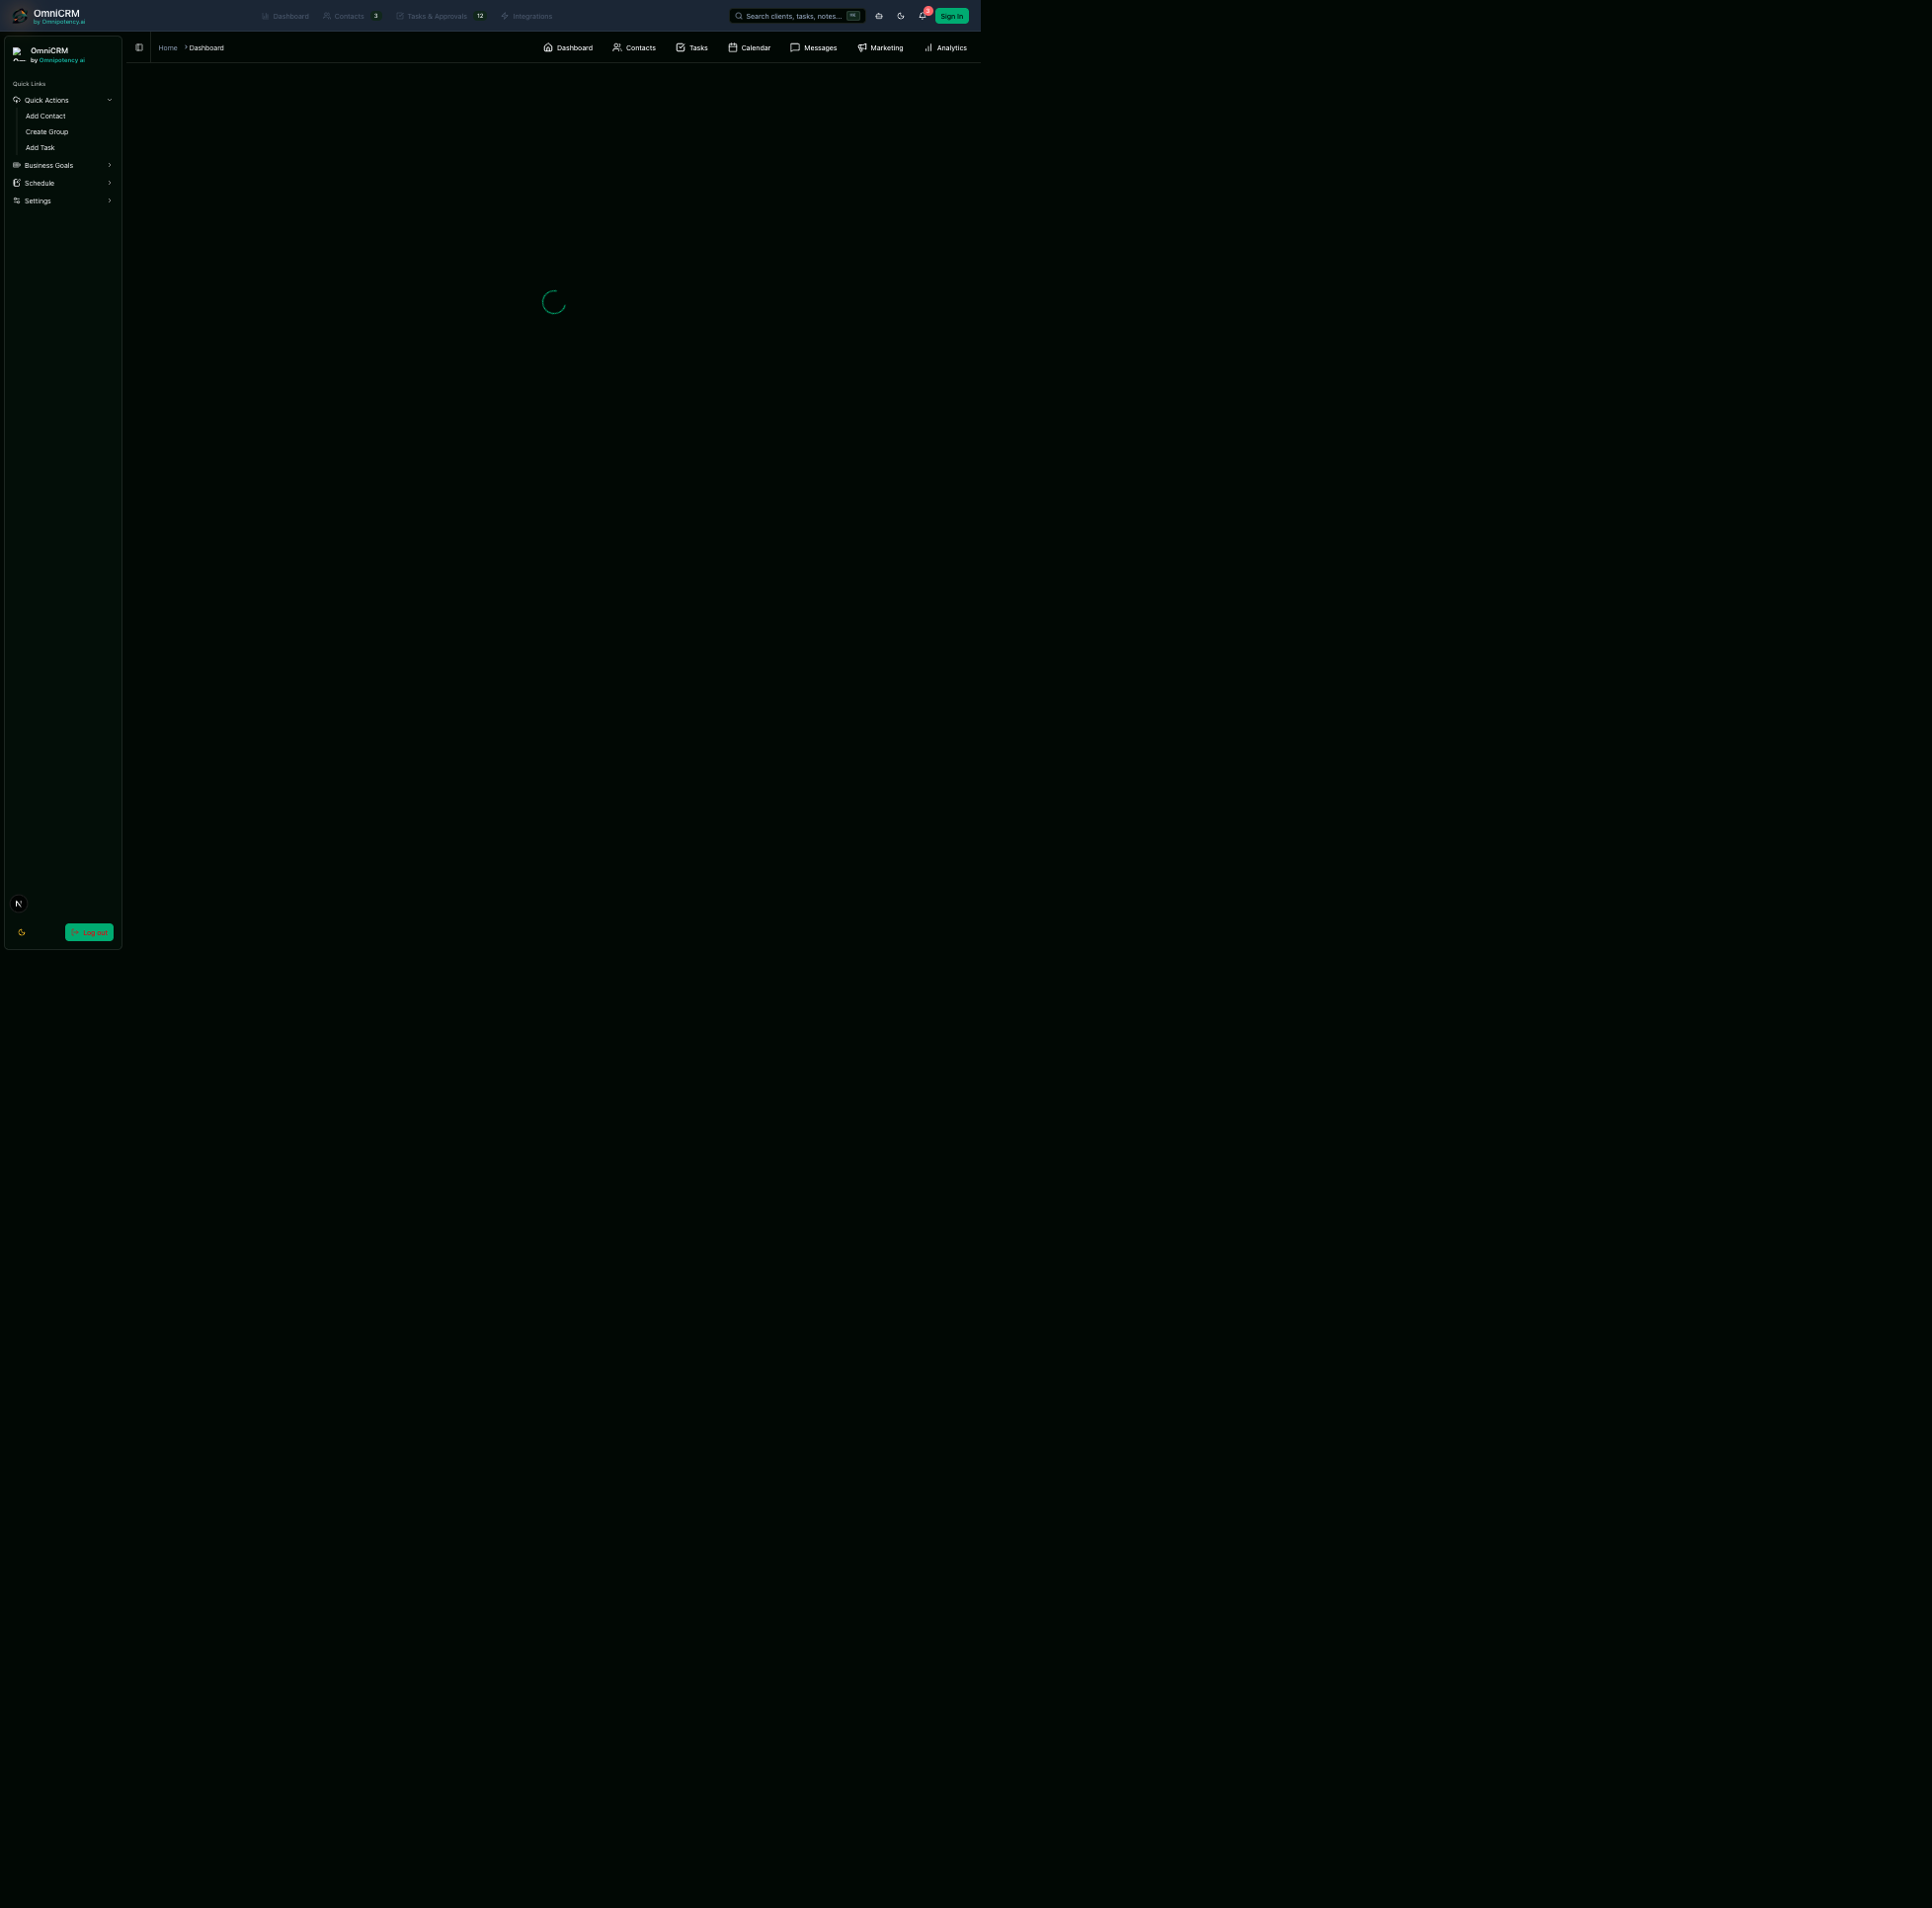 OmniCRM
by Omnipotency.ai
Dashboard
Contacts 3
Tasks & Approvals 12
Integrations
Search clients, tasks, notes... ⌘K
3
Sign In
OmniCRM
by Omnipotency ai
Home
Dashboard
Dashboard
Contacts
Tasks
Calendar
Messages
Marketing
Analytics
Quick Links
Quick Actions
Add Contact
Create Group
Add Task
Business Goals
Schedule
Settings
N
Log out